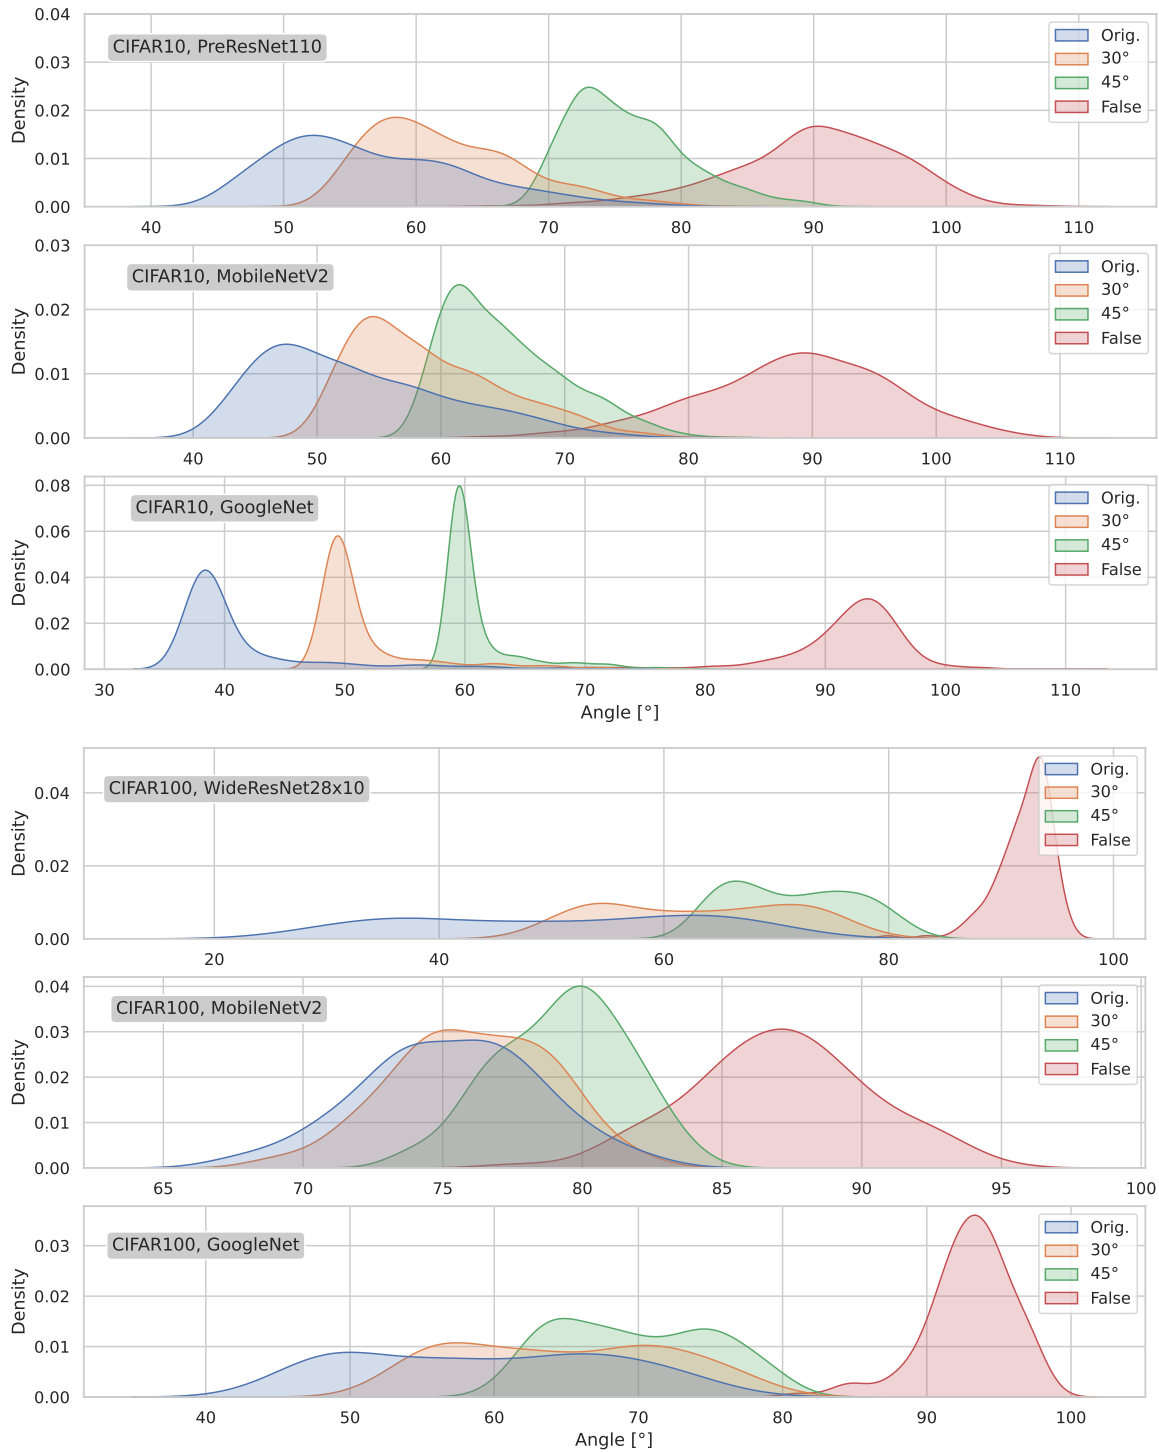 0.04
CIFAR10, PreResNet110
Orig.
30°
45°
False
0.03
0.02
0.01
0.00
Density
40 50 60 70 80 90 100 110
0.03
CIFAR10, MobileNetV2
Orig.
30°
45°
False
0.02
0.01
0.00
Density
40 50 60 70 80 90 100 110
0.08
CIFAR10, GoogleNet
Orig.
30°
45°
False
0.06
0.04
0.02
0.00
Density
30 40 50 60 70 80 90 100 110
Angle [°]
CIFAR100, WideResNet28x10
Orig.
30°
45°
False
0.04
0.02
0.00
Density
20 40 60 80 100
0.04
CIFAR100, MobileNetV2
Orig.
30°
45°
False
0.03
0.02
0.01
0.00
Density
65 70 75 80 85 90 95 100
CIFAR100, GoogleNet
Orig.
30°
45°
False
0.03
0.02
0.01
0.00
Density
40 50 60 70 80 90 100
Angle [°]